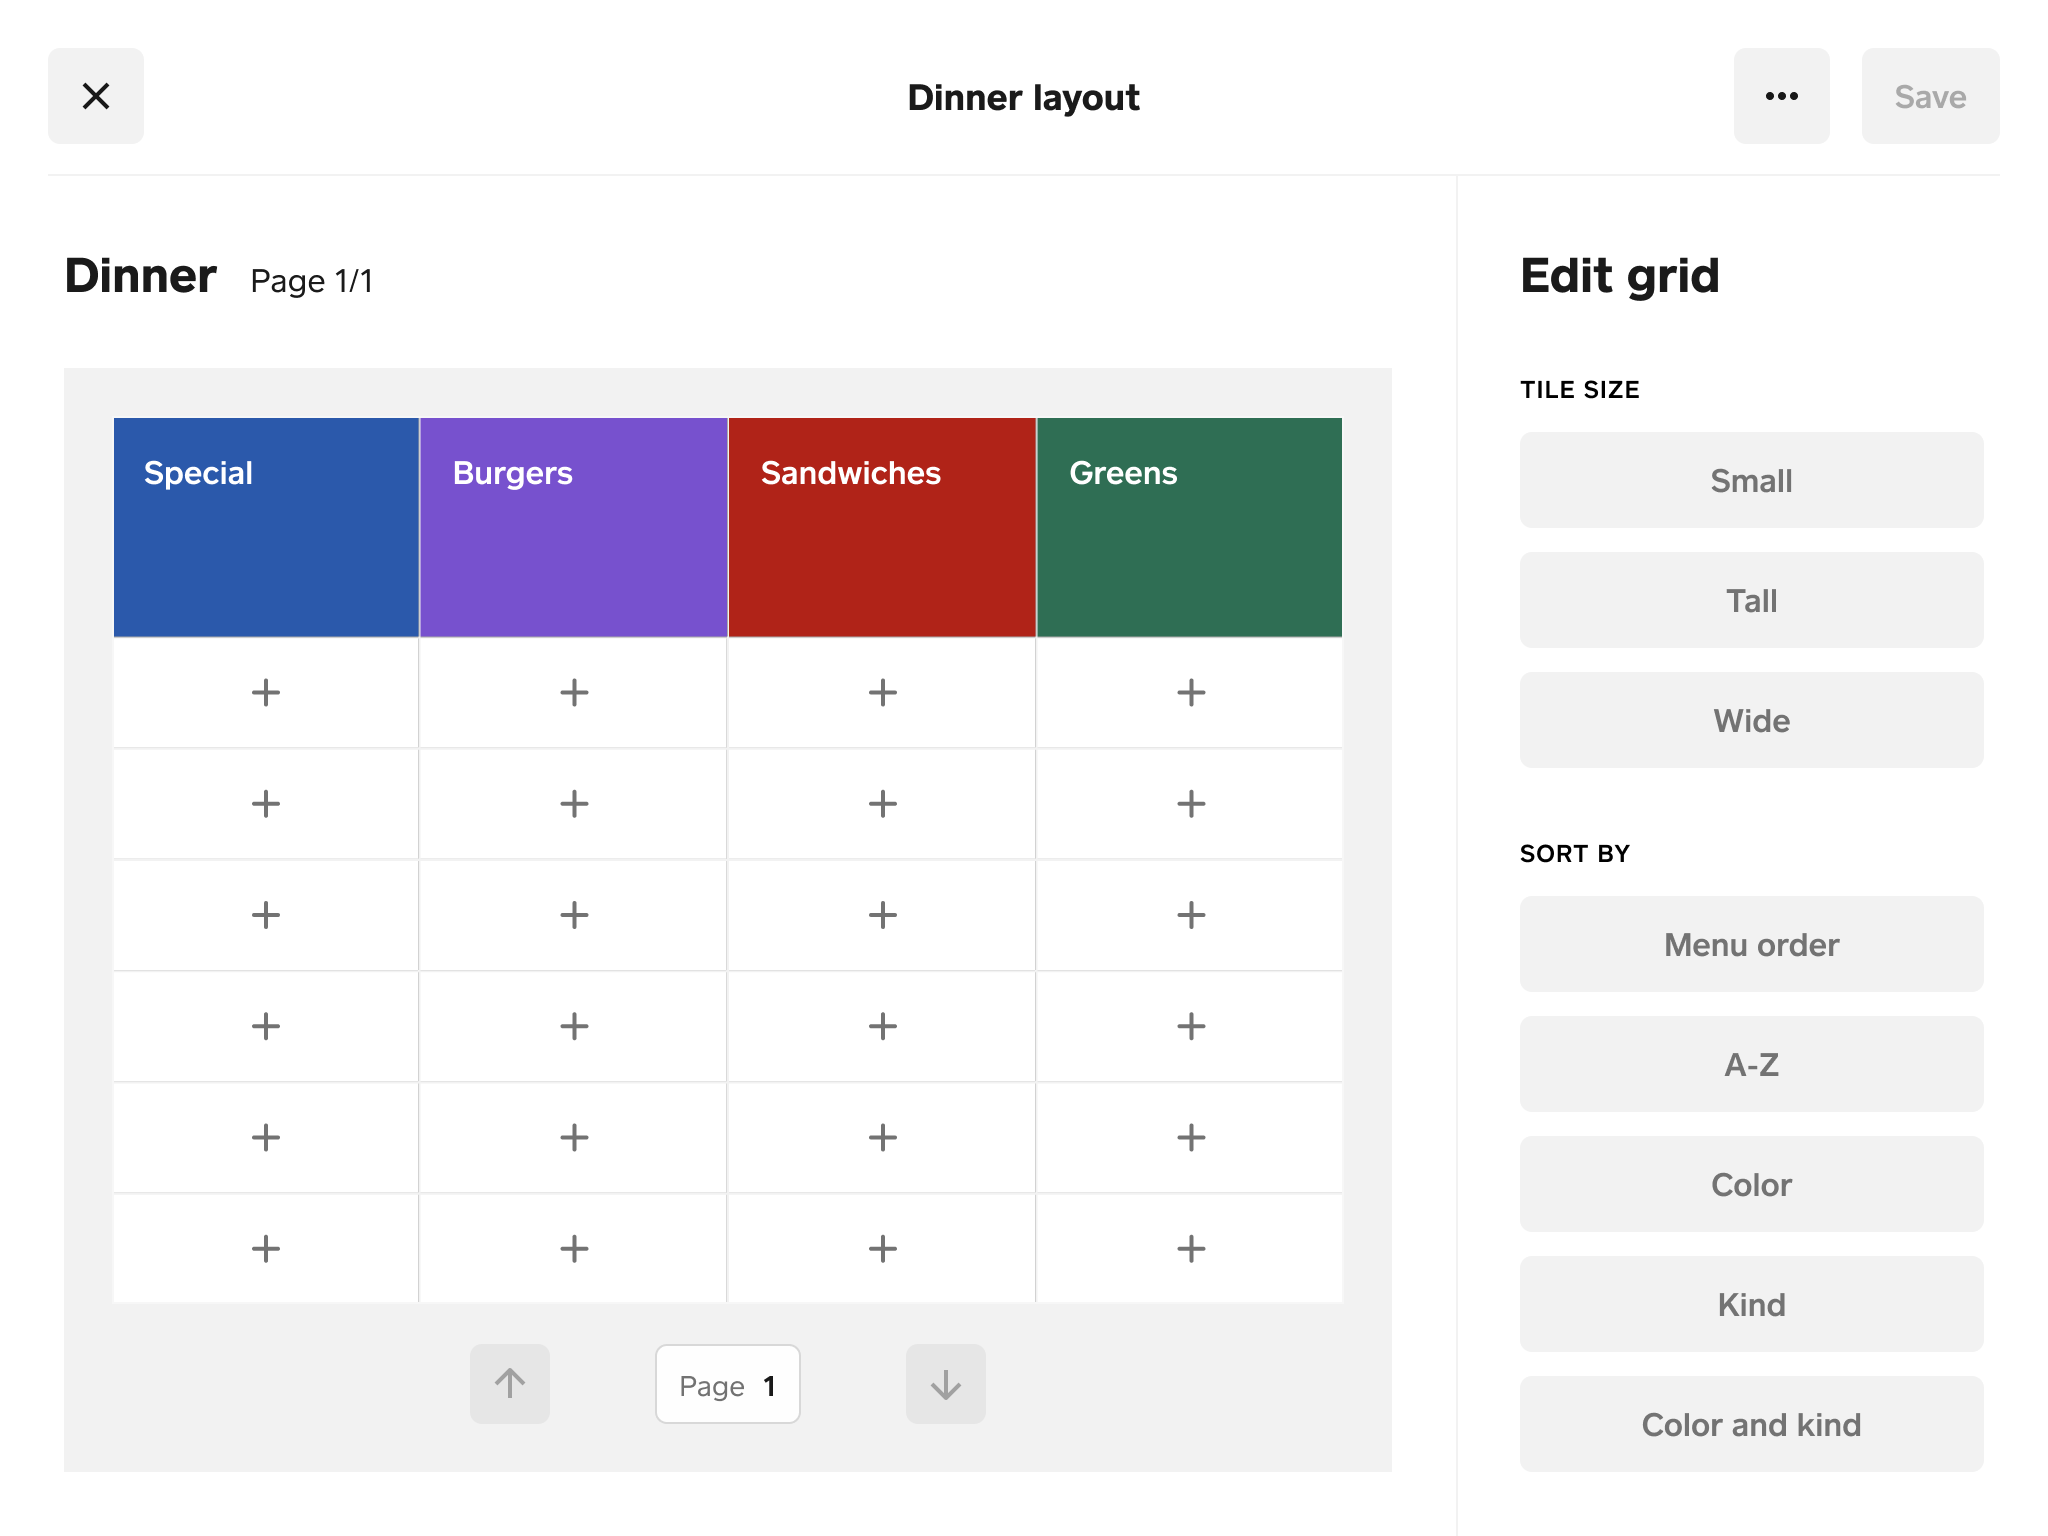 Dinner layout
Save
Dinner Page 1/1
Edit grid
TILE SIZE
Special
Burgers
Sandwiches
Greens
Small
Tall
Wide
SORT BY
Menu order
A-Z
Color
Kind
Color and kind
Page 1